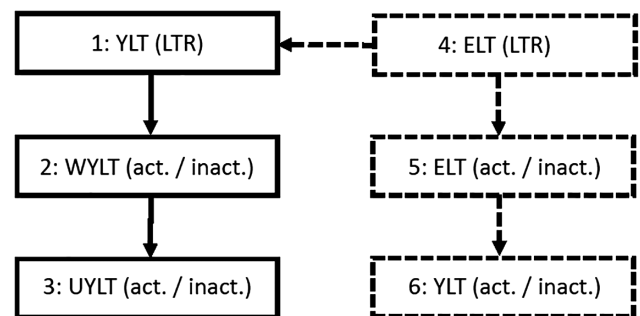 1: YLT (LTR)
4: ELT (LTR)
2: WYLT (act. / inact.)
5: ELT (act. / inact.)
3: UYLT (act. / inact.)
6: YLT (act. / inact.)